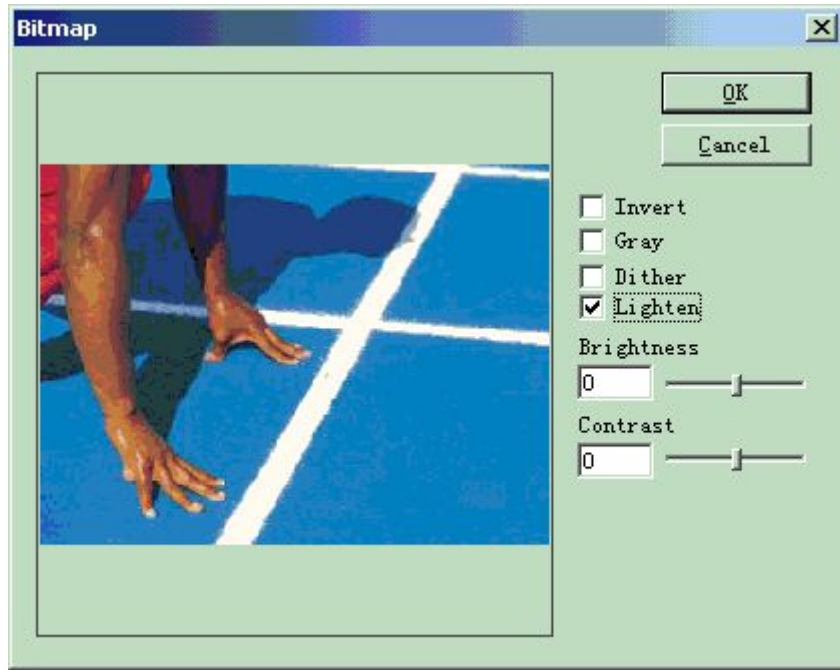 Bitmap
OK
Cancel
Invert
Gray
Dither
Lighten
Brightness
0
Contrast
0